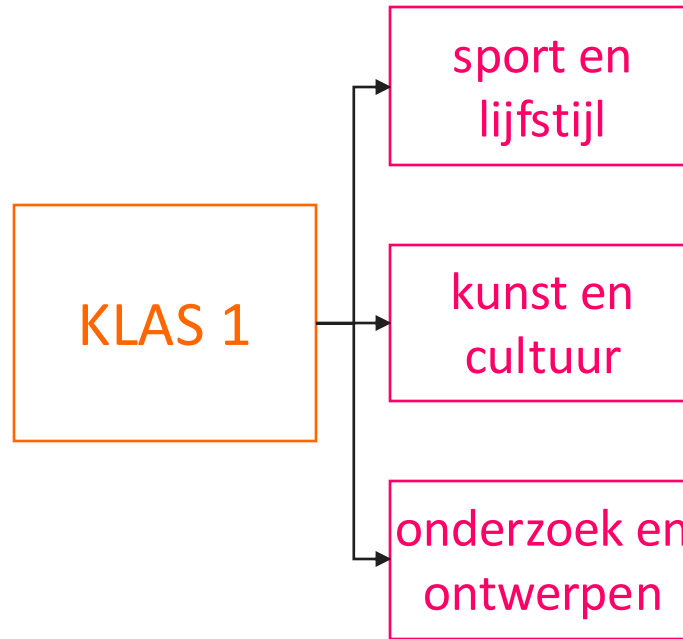 KLAS 1
sport en
lijfstijl
kunst en
cultuur
onderzoek en
ontwerpen